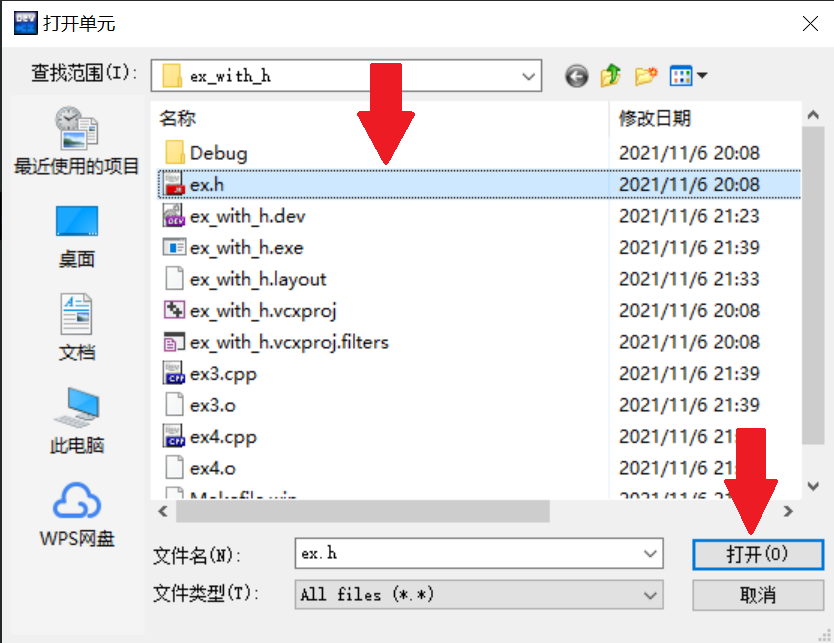 打开单元
查找范围(I):
ex_with_h
最近使用的项目
桌面
文档
此电脑
WPS网盘
名称 修改日期
Debug 2021/11/6 20:08
ex.h 2021/11/6 20:08
ex_with_h.dev 2021/11/6 21:23
ex_with_h.exe 2021/11/6 21:39
ex_with_h.layout 2021/11/6 21:33
ex_with_h.vcxproj 2021/11/6 20:08
ex_with_h.vcxproj.filters 2021/11/6 20:08
ex3.cpp 2021/11/6 21:39
ex3.o 2021/11/6 21:39
ex4.cpp 2021/11/6 21:
ex4.o 2021/11/6 21:
Makefile.win 2021/11/6 21:
文件名(N): ex.h 打开(O)
文件类型(T): All files (*.*) 取消